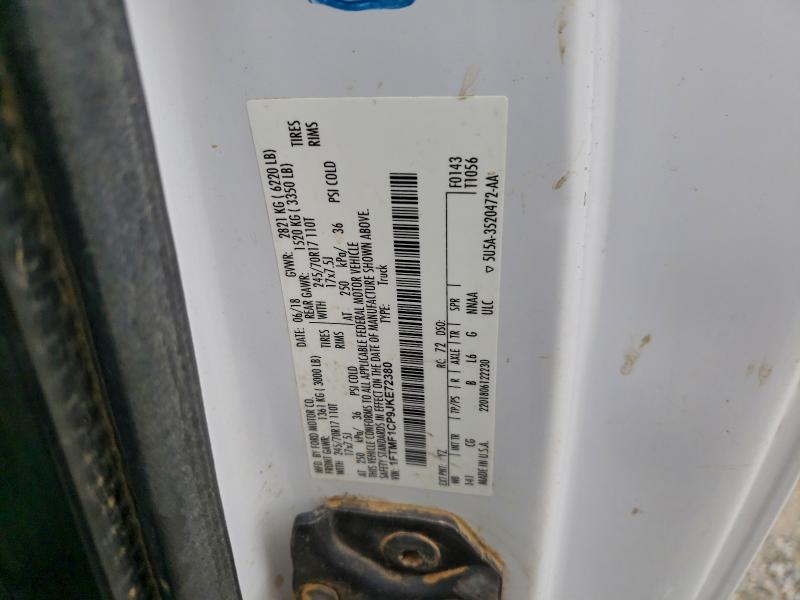 MFD. BY FORD MOTOR CO.
DATE: 06/18 GVWR: 2821 KG ( 6220 LB)
FRONT GAWR: 1361 KG ( 3000 LB) REAR GAWR: 1520 KG ( 3350 LB)
WITH 245/70R17 110T TIRES WITH 245/70R17 110T TIRES
17x7.5J RIMS 17x7.5J RIMS
AT 250 kPa/ 36 PSI COLD AT 250 kPa/ 36 PSI COLD
THIS VEHICLE CONFORMS TO ALL APPLICABLE FEDERAL MOTOR VEHICLE
SAFETY STANDARDS IN EFFECT ON THE DATE OF MANUFACTURE SHOWN ABOVE.
VIN: 1FTMF1CP9JKE72380 TYPE: Truck
F0143
T1056
EXT PNT: YZ RC: 72 DSO:
WB INT TR TP/PS R AXLE TR SPR
141 CG B L6 G NNAA
MADE IN U.S.A. 2201806122230 ULC
▽ 5U5A-3520472-AA